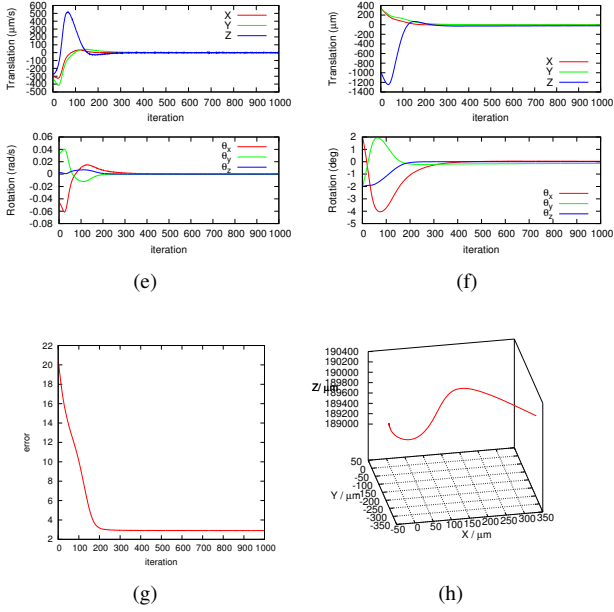 Translation (μm/s)
600
500
400
300
200
100
0
-100
-200
-300
-400
-500
X
Y
Z
0 100 200 300 400 500 600 700 800 900 1000
iteration
Rotation (rad/s)
0.06
0.04
0.02
0
-0.02
-0.04
-0.06
-0.08
θx
θy
θz
0 100 200 300 400 500 600 700 800 900 1000
iteration
(e)
Translation (μm)
400
200
0
-200
-400
-600
-800
-1000
-1200
-1400
X
Y
Z
0 100 200 300 400 500 600 700 800 900 1000
iteration
Rotation (deg)
2
1
0
-1
-2
-3
-4
-5
θx
θy
θz
0 100 200 300 400 500 600 700 800 900 1000
iteration
(f)
error
22
20
18
16
14
12
10
8
6
4
2
0 100 200 300 400 500 600 700 800 900 1000
iteration
(g)
190400
190200
190000
Z/ μm
189800
189600
189400
189200
189000
50
0
-50
-100
Y / μm
-150
-200
-250
-300
-350
-50 0 50 100 150 200 250 300 350
X / μm
(h)